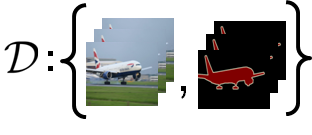 𝒟: { , }